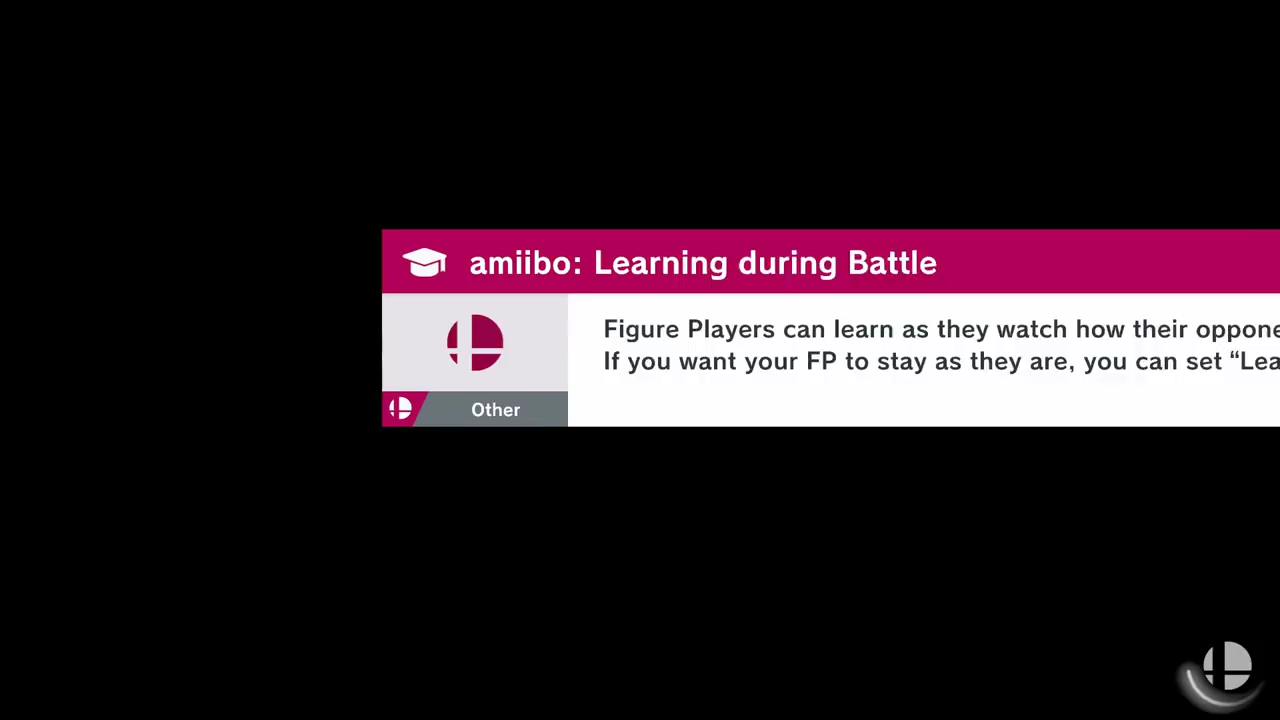 amiibo: Learning during Battle
Figure Players can learn as they watch how their oppone
If you want your FP to stay as they are, you can set “Lea
Other